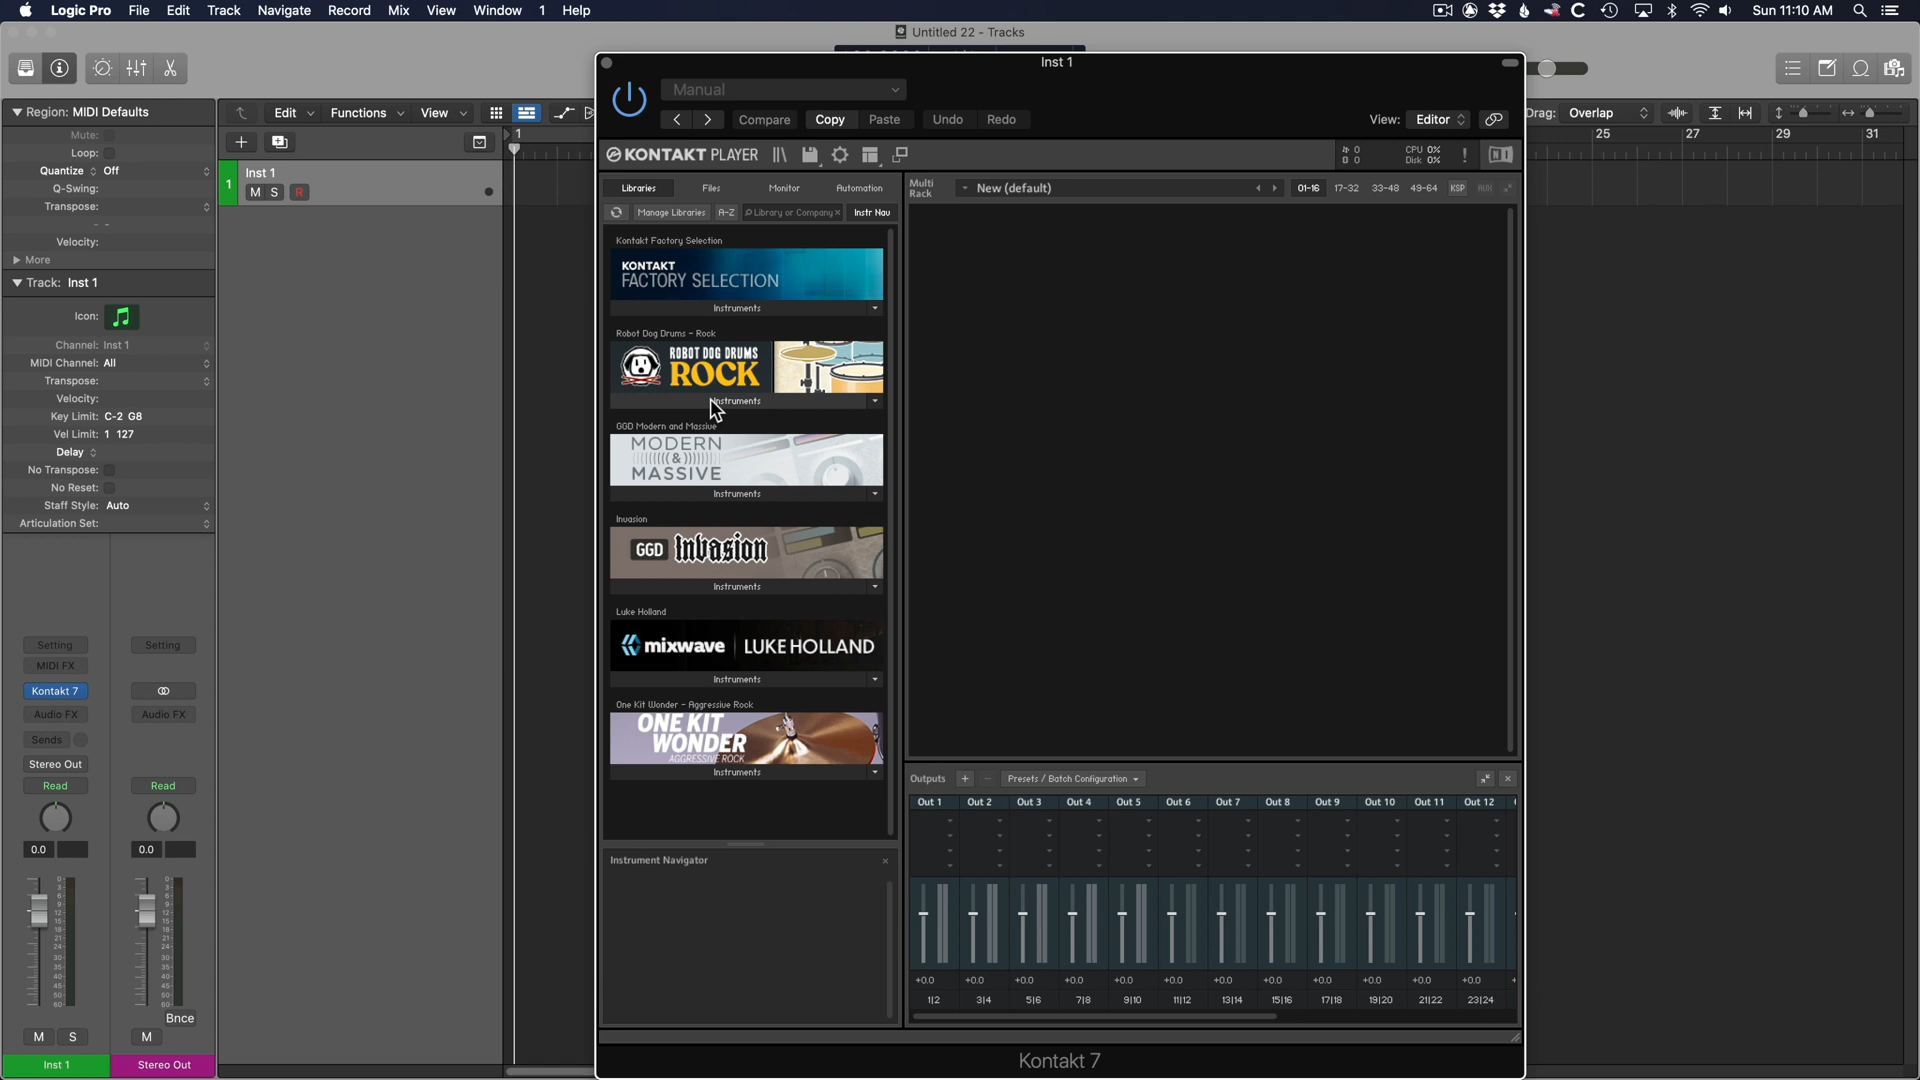 Logic Pro File Edit Track Navigate Record Mix View Window 1 Help
Sun 11:10 AM
Untitled 22 - Tracks
Region: MIDI Defaults
Mute:
Loop:
Quantize Off
Q-Swing:
Transpose:
Velocity:
More
Track: Inst 1
Icon:
Channel: Inst 1
MIDI Channel: All
Transpose:
Velocity:
Key Limit: C-2 G8
Vel Limit: 1 127
Delay
No Transpose:
No Reset:
Staff Style: Auto
Articulation Set:
Setting
MIDI FX
Kontakt 7
Audio FX
Sends
Stereo Out
Read
0.0
M S
Inst 1
Setting
Audio FX
Read
0.0
Bnce
M
Stereo Out
Edit Functions View
1
1 Inst 1
M S R
Drag: Overlap
25 27 29 31
Inst 1
Manual
Compare Copy Paste Undo Redo
View: Editor
KONTAKT PLAYER
0
0
CPU 0%
Disk 0%
!
NI
Libraries Files Monitor Automation
Manage Libraries A-Z Library or Company × Instr Nav
Kontakt Factory Selection
KONTAKT
FACTORY SELECTION
Instruments
Robot Dog Drums - Rock
ROBOT DOG DRUMS
ROCK
Instruments
GGD Modern and Massive
MODERN
&
MASSIVE
Instruments
Invasion
GGD Invasion
Instruments
Luke Holland
mixwave LUKE HOLLAND
Instruments
One Kit Wonder - Aggressive Rock
ONE KIT
WONDER
AGGRESSIVE ROCK
Instruments
Instrument Navigator
Multi
Rack
New (default)
01-16 17-32 33-48 49-64 KSP AUX
Outputs + − Presets / Batch Configuration
Out 1 Out 2 Out 3 Out 4 Out 5 Out 6 Out 7 Out 8 Out 9 Out 10 Out 11 Out 12
+0.0 +0.0 +0.0 +0.0 +0.0 +0.0 +0.0 +0.0 +0.0 +0.0 +0.0 +0.0
1|2 3|4 5|6 7|8 9|10 11|12 13|14 15|16 17|18 19|20 21|22 23|24
Kontakt 7